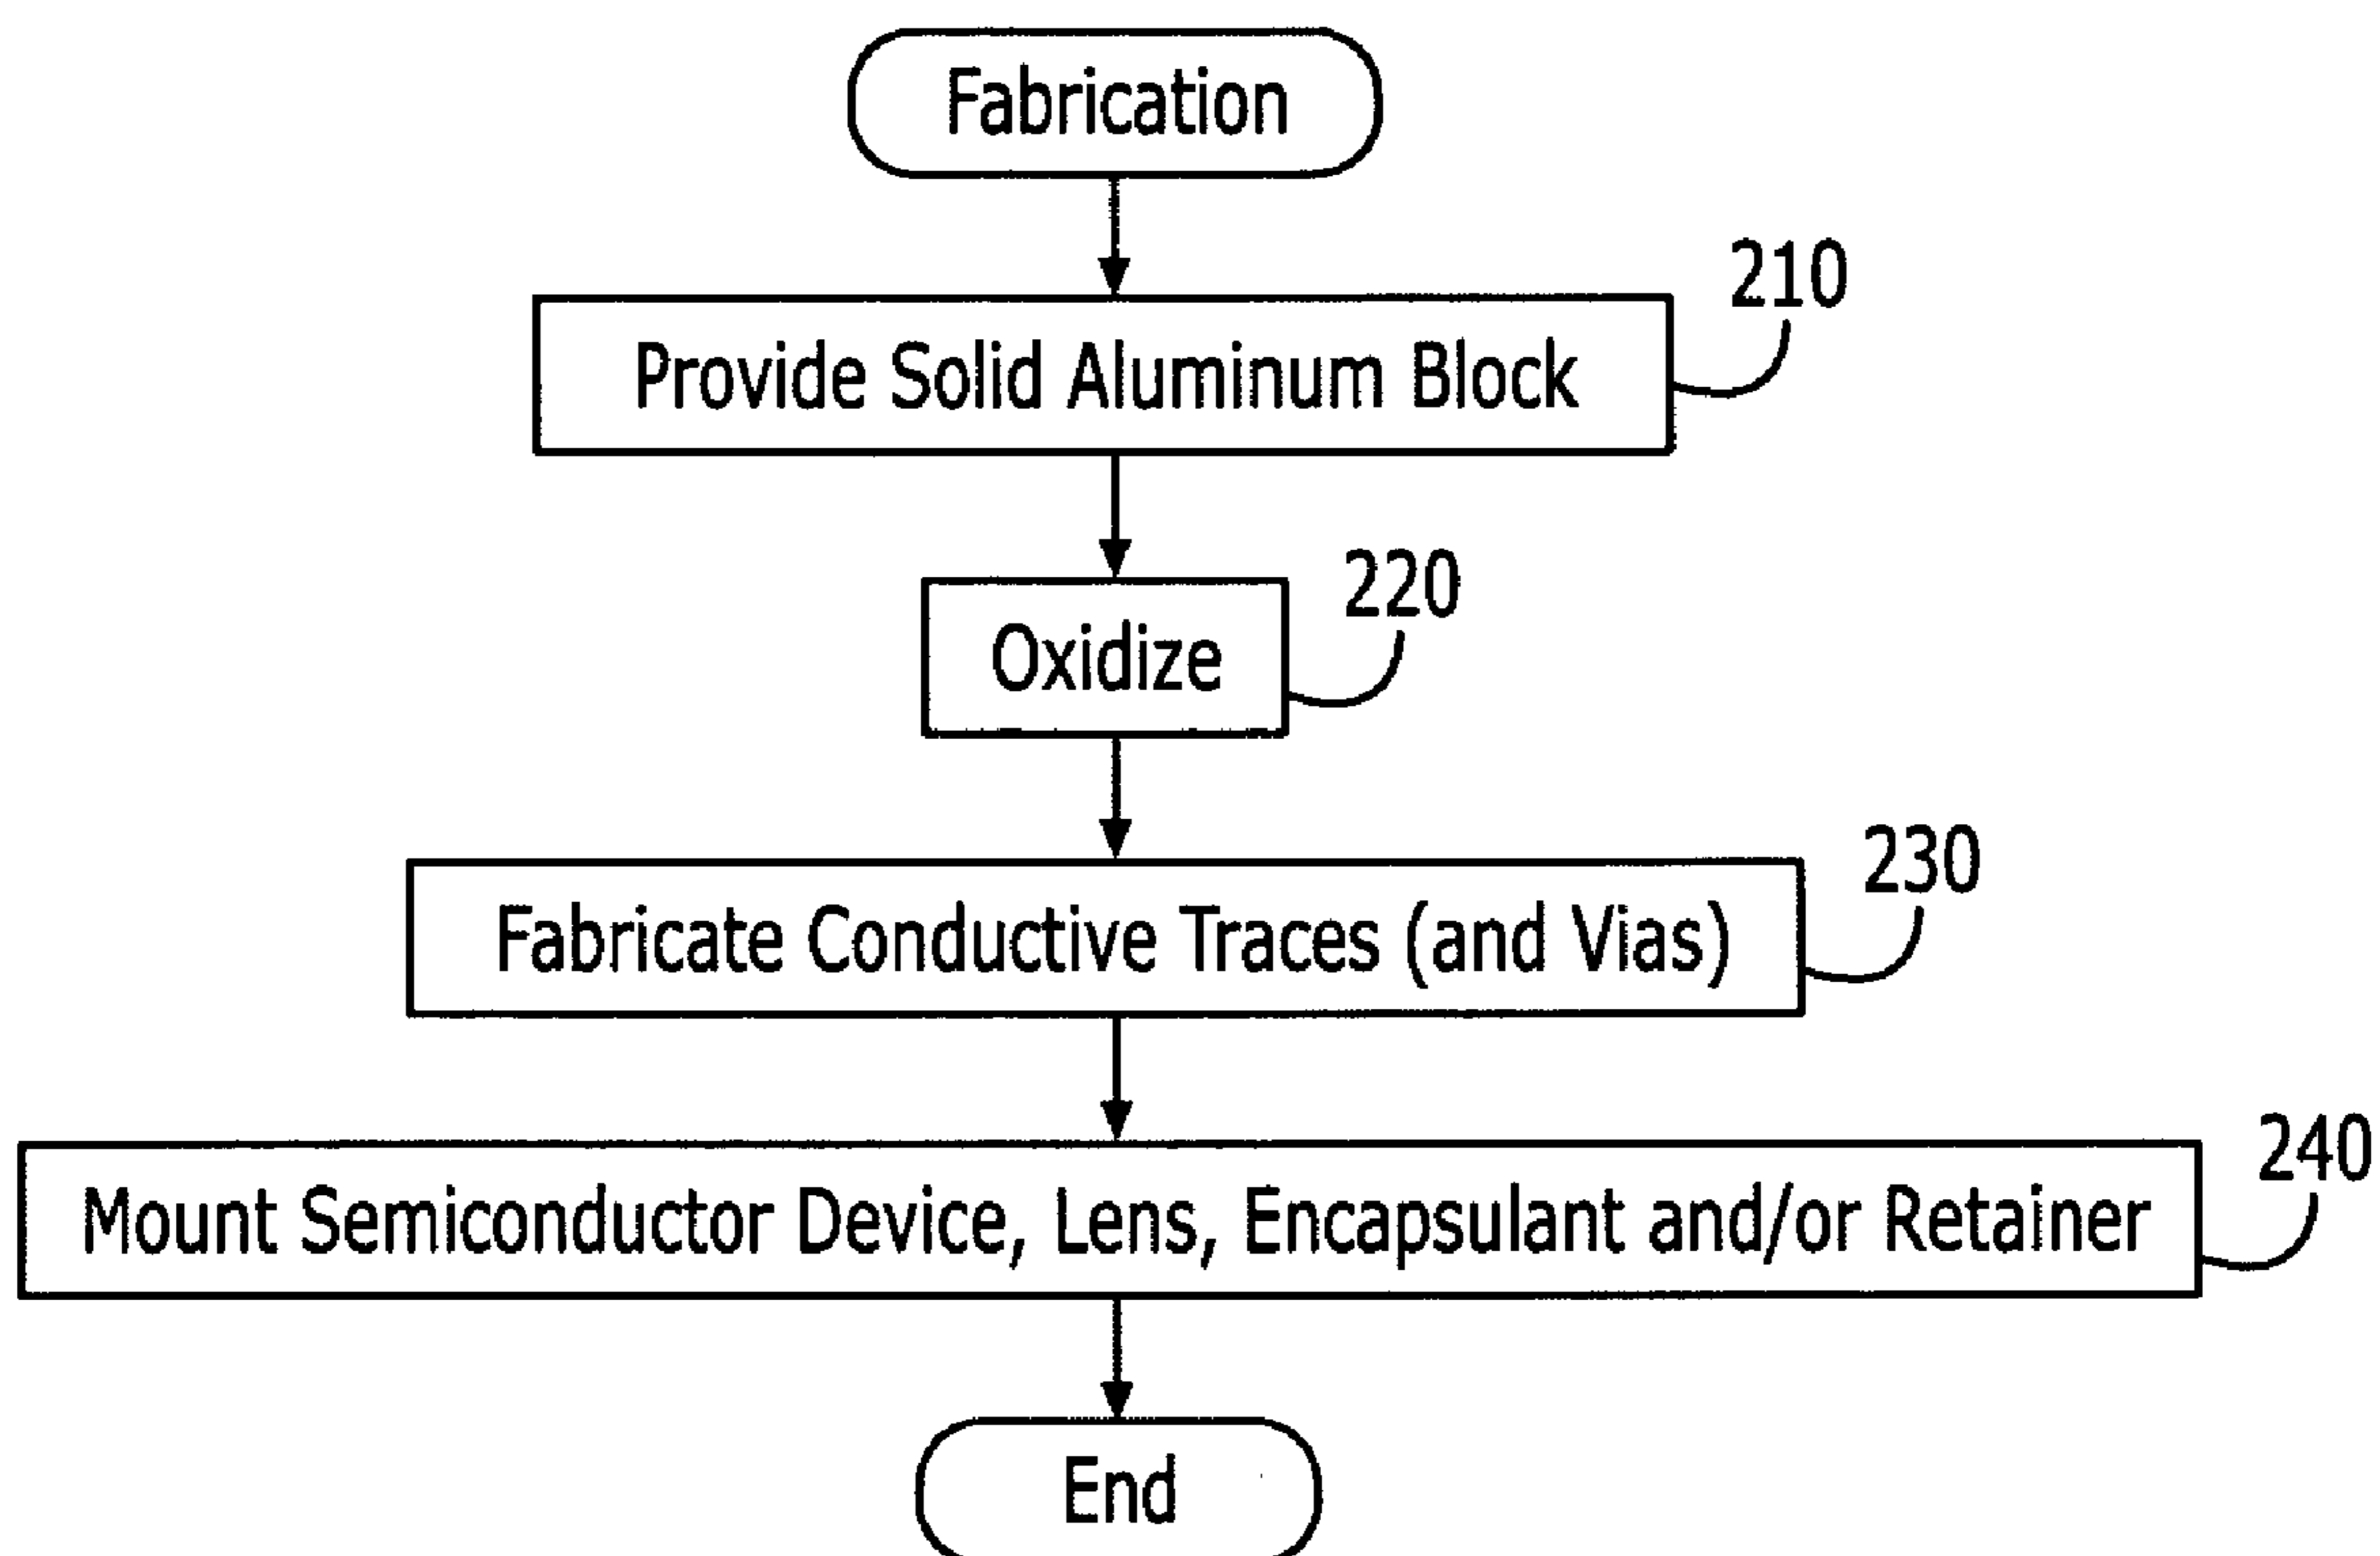 Fabrication
210
Provide Solid Aluminum Block
220
Oxidize
230
Fabricate Conductive Traces (and Vias)
240
Mount Semiconductor Device, Lens, Encapsulant and/or Retainer
End